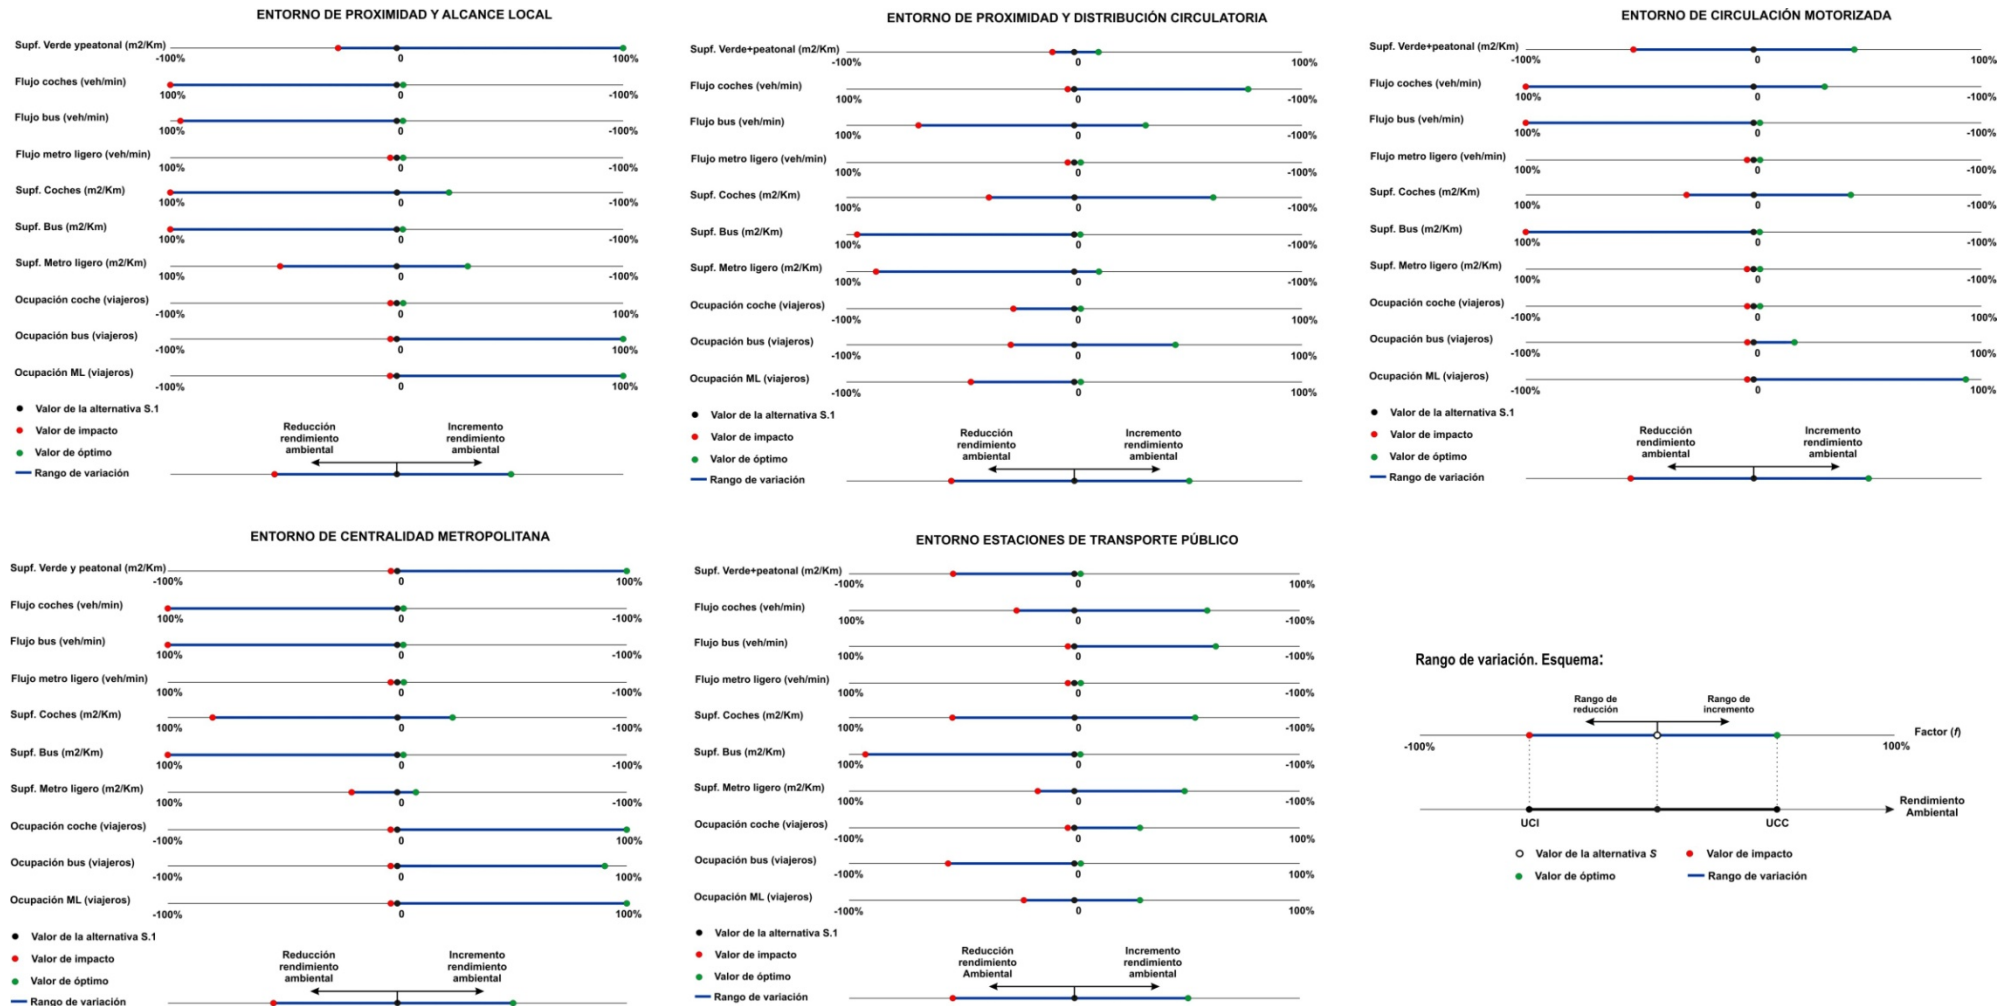 ENTORNO DE PROXIMIDAD Y ALCANCE LOCAL
Supf. Verde ypeatonal (m2/Km)
-100% 0 100%
Flujo coches (veh/min)
100% 0 -100%
Flujo bus (veh/min)
100% 0 -100%
Flujo metro ligero (veh/min)
100% 0 -100%
Supf. Coches (m2/Km)
100% 0 -100%
Supf. Bus (m2/Km)
100% 0 -100%
Supf. Metro ligero (m2/Km)
100% 0 -100%
Ocupación coche (viajeros)
-100% 0 100%
Ocupación bus (viajeros)
-100% 0 100%
Ocupación ML (viajeros)
-100% 0 100%
Valor de la alternativa S.1
Valor de impacto
Valor de óptimo
Rango de variación
Reducción
rendimiento
ambiental
Incremento
rendimiento
ambiental
ENTORNO DE PROXIMIDAD Y DISTRIBUCIÓN CIRCULATORIA
Supf. Verde+peatonal (m2/Km)
-100% 0 100%
Flujo coches (veh/min)
100% 0 -100%
Flujo bus (veh/min)
100% 0 -100%
Flujo metro ligero (veh/min)
100% 0 -100%
Supf. Coches (m2/Km)
100% 0 -100%
Supf. Bus (m2/Km)
100% 0 -100%
Supf. Metro ligero (m2/Km)
100% 0 -100%
Ocupación coche (viajeros)
-100% 0 100%
Ocupación bus (viajeros)
-100% 0 100%
Ocupación ML (viajeros)
-100% 0 100%
Valor de la alternativa S.1
Valor de impacto
Valor de óptimo
Rango de variación
Reducción
rendimiento
ambiental
Incremento
rendimiento
ambiental
ENTORNO DE CIRCULACIÓN MOTORIZADA
Supf. Verde+peatonal (m2/Km)
-100% 0 100%
Flujo coches (veh/min)
100% 0 -100%
Flujo bus (veh/min)
100% 0 -100%
Flujo metro ligero (veh/min)
100% 0 -100%
Supf. Coches (m2/Km)
100% 0 -100%
Supf. Bus (m2/Km)
100% 0 -100%
Supf. Metro ligero (m2/Km)
100% 0 -100%
Ocupación coche (viajeros)
-100% 0 100%
Ocupación bus (viajeros)
-100% 0 100%
Ocupación ML (viajeros)
-100% 0 100%
Valor de la alternativa S.1
Valor de impacto
Valor de óptimo
Rango de variación
Reducción
rendimiento
ambiental
Incremento
rendimiento
ambiental
ENTORNO DE CENTRALIDAD METROPOLITANA
Supf. Verde y peatonal (m2/Km)
-100% 0 100%
Flujo coches (veh/min)
100% 0 -100%
Flujo bus (veh/min)
100% 0 -100%
Flujo metro ligero (veh/min)
100% 0 -100%
Supf. Coches (m2/Km)
100% 0 -100%
Supf. Bus (m2/Km)
100% 0 -100%
Supf. Metro ligero (m2/Km)
100% 0 -100%
Ocupación coche (viajeros)
-100% 0 100%
Ocupación bus (viajeros)
-100% 0 100%
Ocupación ML (viajeros)
-100% 0 100%
Valor de la alternativa S.1
Valor de impacto
Valor de óptimo
Rango de variación
Reducción
rendimiento
ambiental
Incremento
rendimiento
ambiental
ENTORNO ESTACIONES DE TRANSPORTE PÚBLICO
Supf. Verde+peatonal (m2/Km)
-100% 0 100%
Flujo coches (veh/min)
100% 0 -100%
Flujo bus (veh/min)
100% 0 -100%
Flujo metro ligero (veh/min)
100% 0 -100%
Supf. Coches (m2/Km)
100% 0 -100%
Supf. Bus (m2/Km)
100% 0 -100%
Supf. Metro ligero (m2/Km)
100% 0 -100%
Ocupación coche (viajeros)
-100% 0 100%
Ocupación bus (viajeros)
-100% 0 100%
Ocupación ML (viajeros)
-100% 0 100%
Valor de la alternativa S.1
Valor de impacto
Valor de óptimo
Rango de variación
Reducción
rendimiento
Ambiental
Incremento
rendimiento
ambiental
Rango de variación. Esquema:
Rango de
reducción
Rango de
incremento
Factor (f)
-100% 100%
Rendimiento
Ambiental
UCI UCC
Valor de la alternativa S
Valor de impacto
Valor de óptimo
Rango de variación